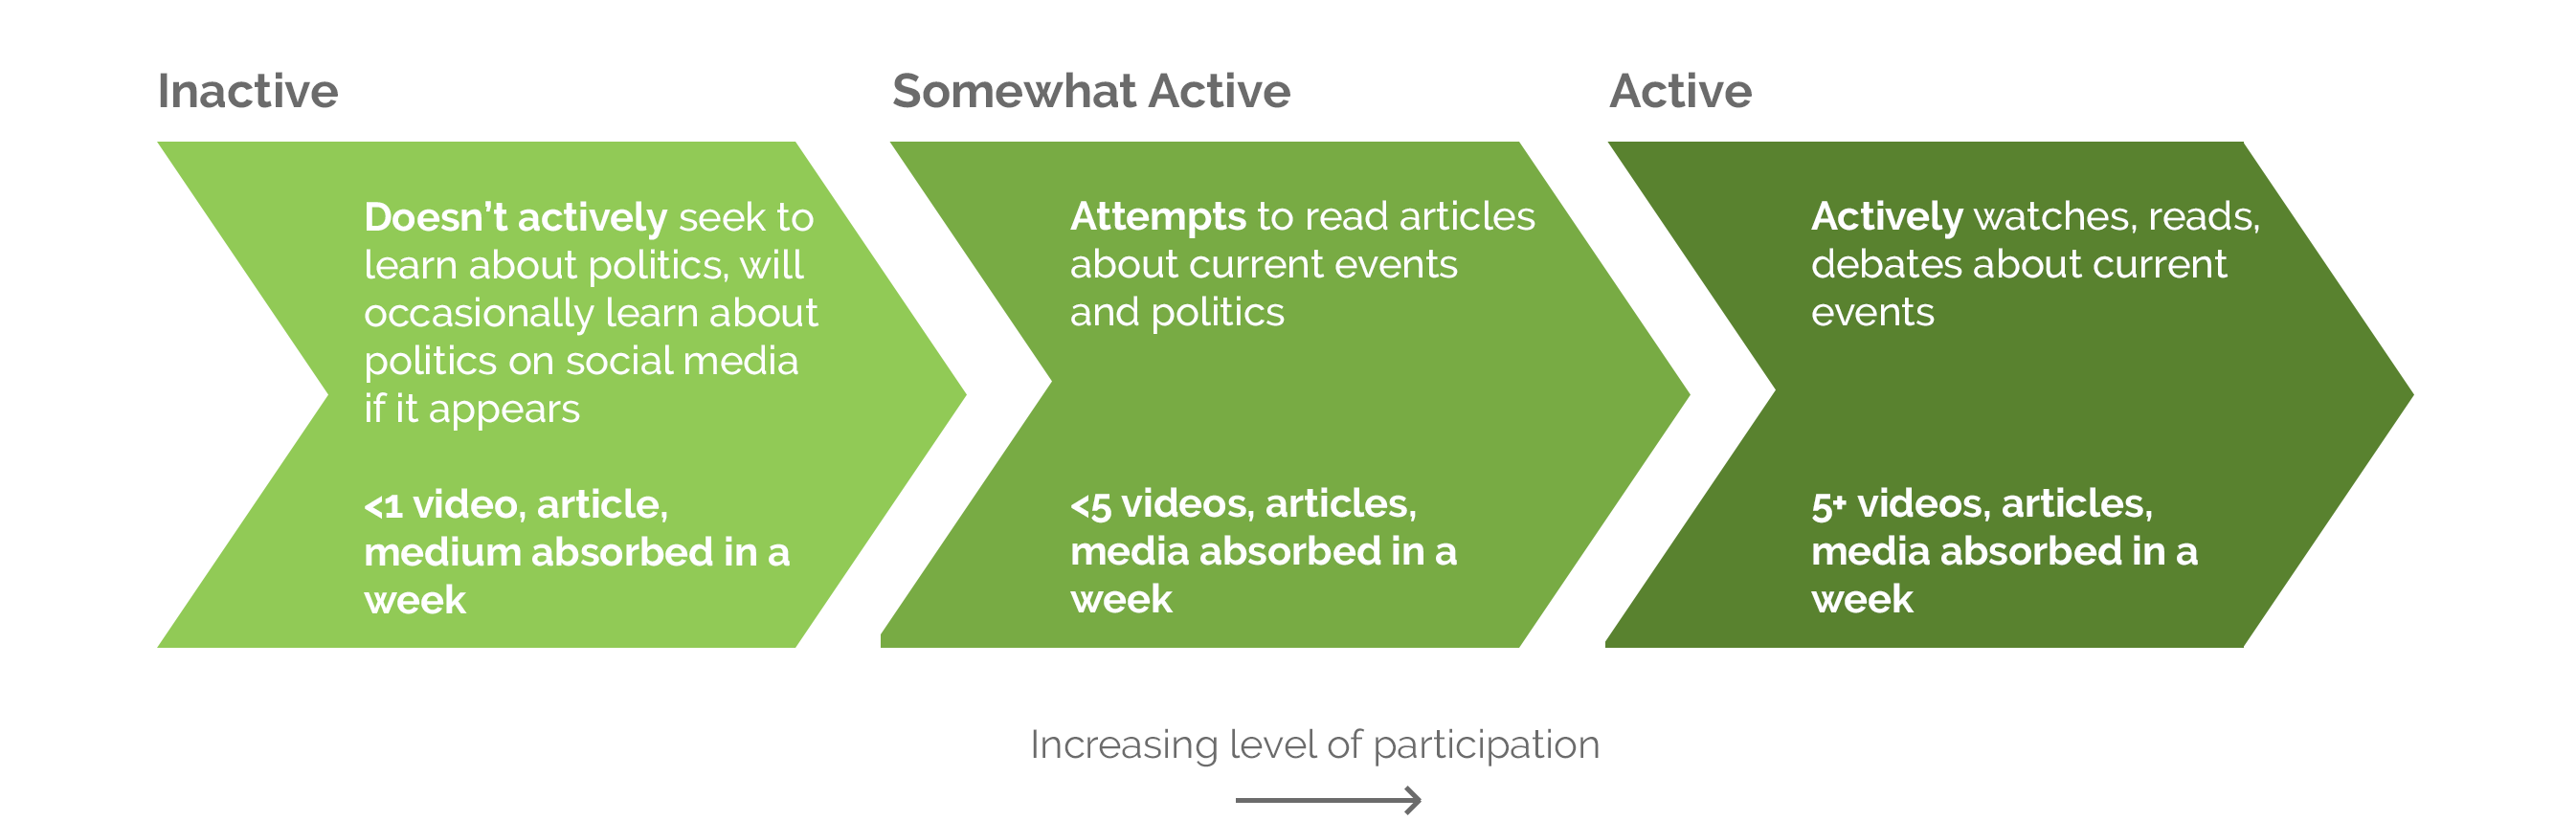 Inactive
Doesn’t actively seek to
learn about politics, will
occasionally learn about
politics on social media
if it appears
<1 video, article,
medium absorbed in a
week
Somewhat Active
Attempts to read articles
about current events
and politics
<5 videos, articles,
media absorbed in a
week
Active
Actively watches, reads,
debates about current
events
5+ videos, articles,
media absorbed in a
week
Increasing level of participation